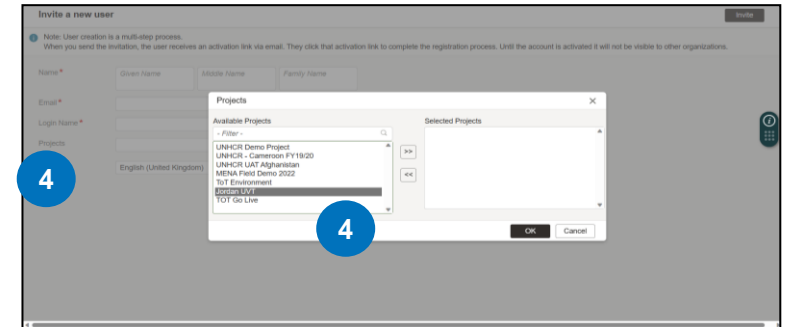 Invite a new user
Invite
Note: User creation is a multi-step process.
When you send the invitation, the user receives an activation link via email. They click that activation link to complete the registration process. Until the account is activated it will not be visible to other organizations.
Name*
Given Name
Middle Name
Family Name
Email*
Login Name*
Projects
English (United Kingdom)
4
Projects
Available Projects
- Filter -
UNHCR Demo Project
UNHCR - Cameroon FY19/20
UNHCR UAT Afghanistan
MENA Field Demo 2022
ToT Environment
Jordan UVT
TOT Go Live
>>
<<
Selected Projects
4
OK
Cancel